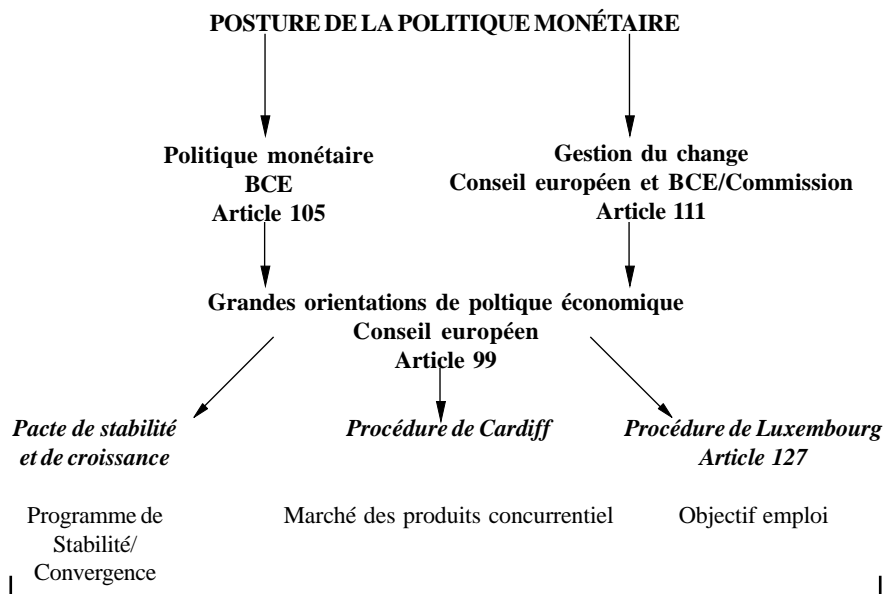 POSTURE DE LA POLITIQUE MONÉTAIRE
Politique monétaire
BCE
Article 105
Gestion du change
Conseil européen et BCE/Commission
Article 111
Grandes orientations de poltique économique
Conseil européen
Article 99
Pacte de stabilité
et de croissance
Procédure de Cardiff
Procédure de Luxembourg
Article 127
Programme de
Stabilité/
Convergence
Marché des produits concurrentiel
Objectif emploi